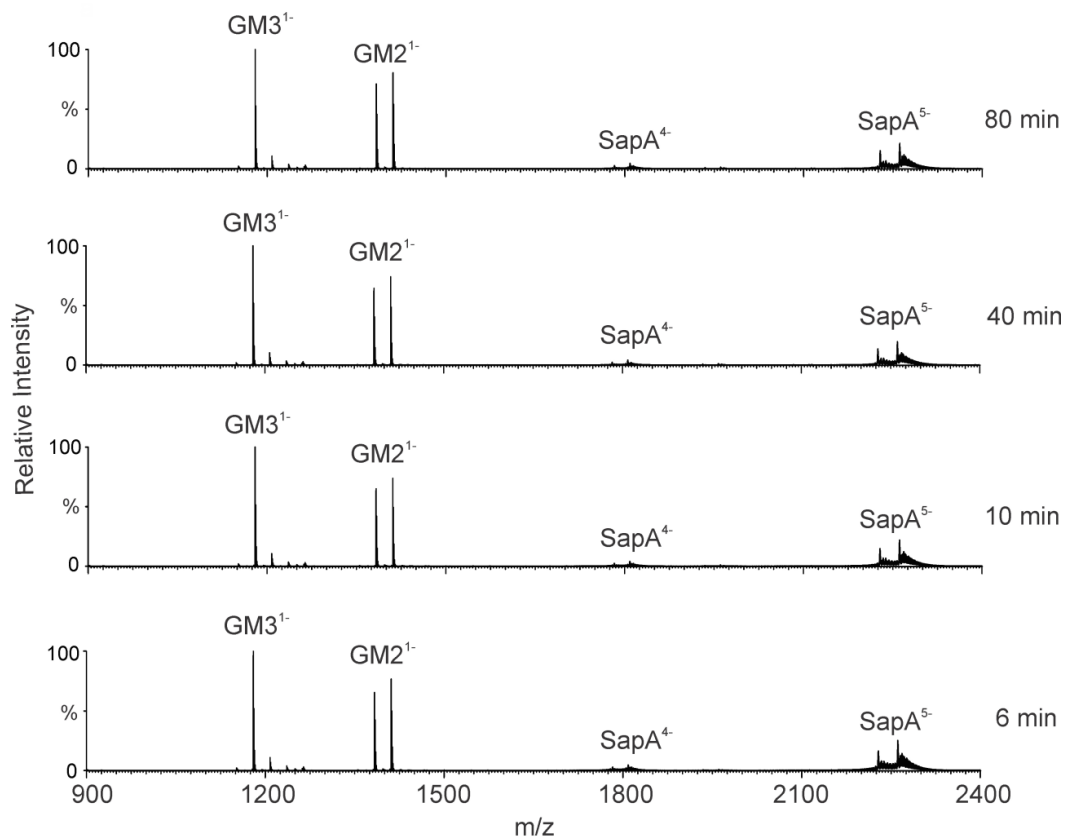 GM3¹⁻
GM2¹⁻
100
%
0
SapA⁴⁻
SapA⁵⁻
80 min
GM3¹⁻
GM2¹⁻
100
%
0
SapA⁴⁻
SapA⁵⁻
40 min
Relative Intensity
GM3¹⁻
GM2¹⁻
100
%
0
SapA⁴⁻
SapA⁵⁻
10 min
GM3¹⁻
GM2¹⁻
100
%
0
SapA⁴⁻
SapA⁵⁻
6 min
900 1200 1500 1800 2100 2400
m/z